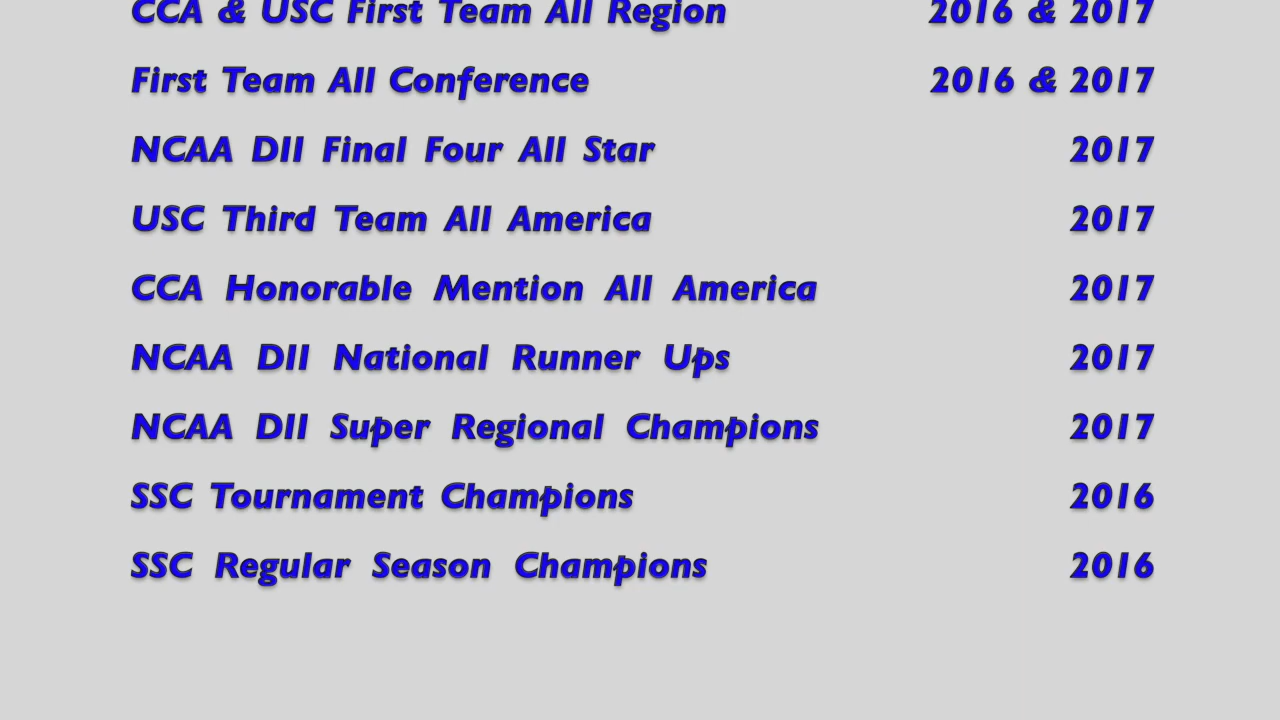 CCA & USC First Team All Region 2016 & 2017
First Team All Conference 2016 & 2017
NCAA DII Final Four All Star 2017
USC Third Team All America 2017
CCA Honorable Mention All America 2017
NCAA DII National Runner Ups 2017
NCAA DII Super Regional Champions 2017
SSC Tournament Champions 2016
SSC Regular Season Champions 2016